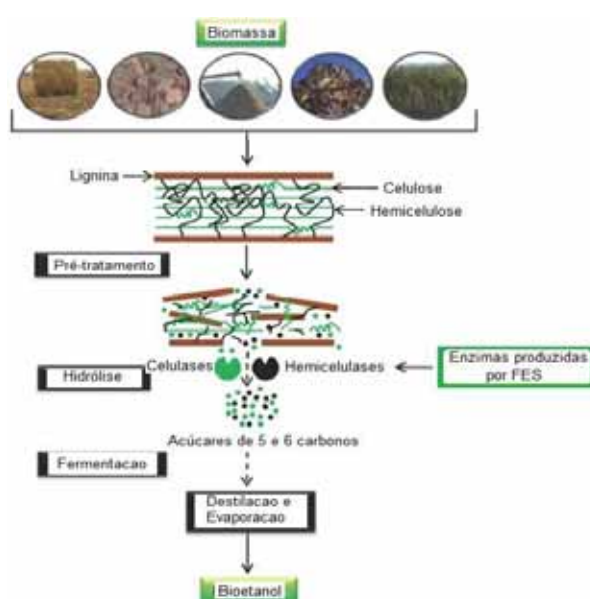 Biomassa
Lignina
Celulose
Hemicelulose
Pré-tratamento
Celulases
Hemicelulases
Enzimas produzidas
por FES
Hidrólise
Acúcares de 5 e 6 carbonos
Fermentacao
Destilacao e
Evaporacao
Bioetanol